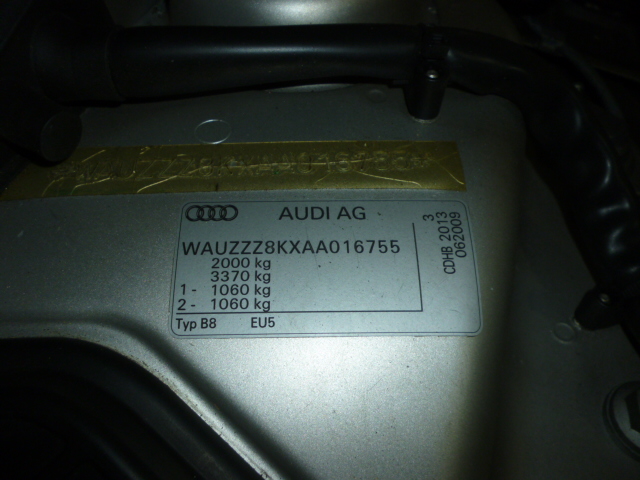 AUDI AG
WAUZZZ8KXAA016755
2000 kg
3370 kg
1 - 1060 kg
2 - 1060 kg
Typ B8 EU5
3
CDHB 2013
062009